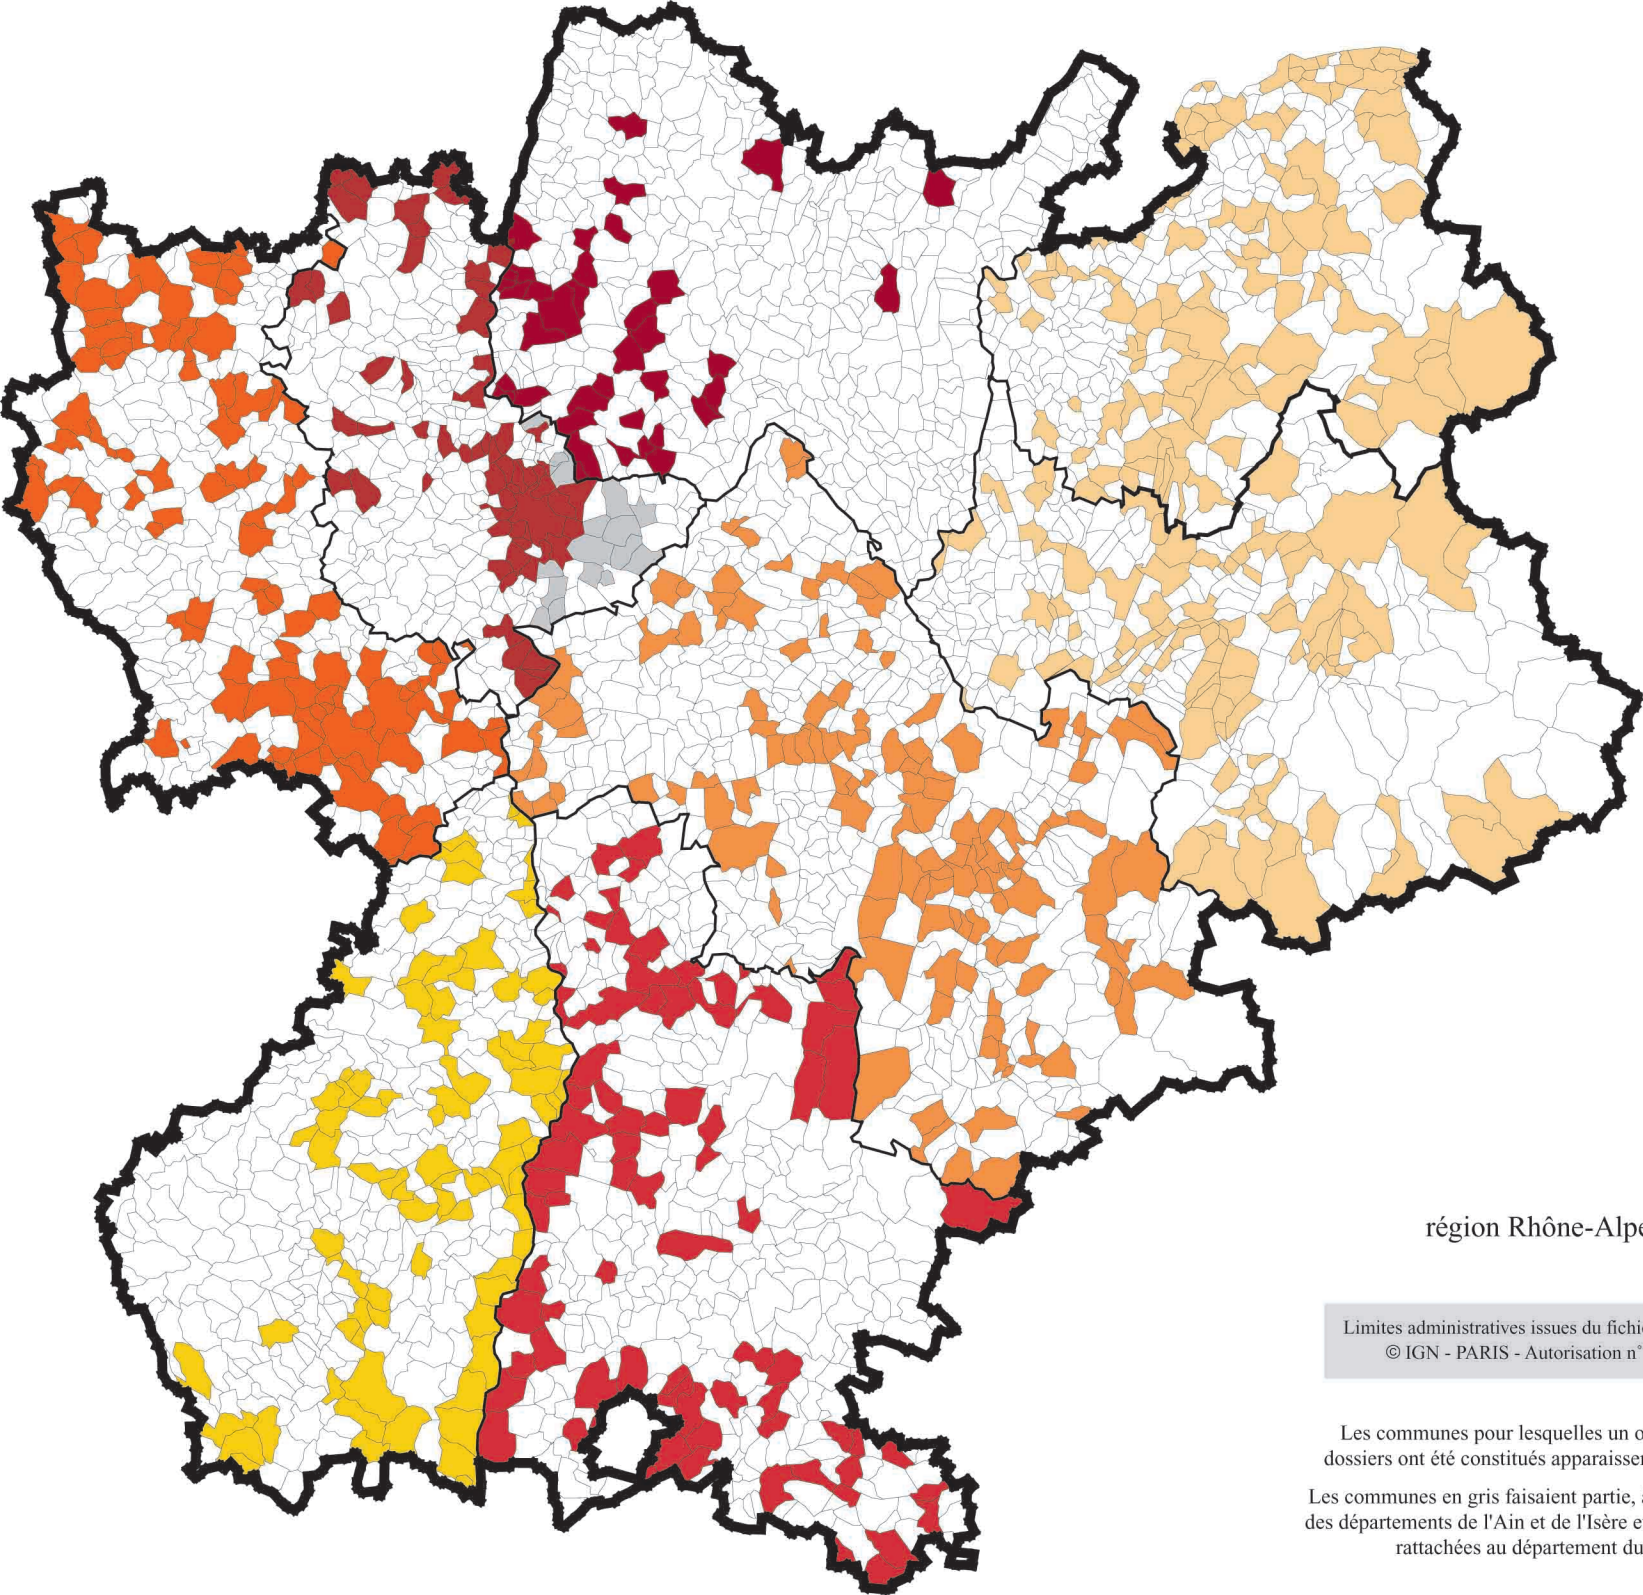 région Rhône-Alpe
Limites administratives issues du fichi
© IGN - PARIS - Autorisation n°
Les communes pour lesquelles un o
dossiers ont été constitués apparaisse
Les communes en gris faisaient partie, a
des départements de l'Ain et de l'Isère e
rattachées au département du